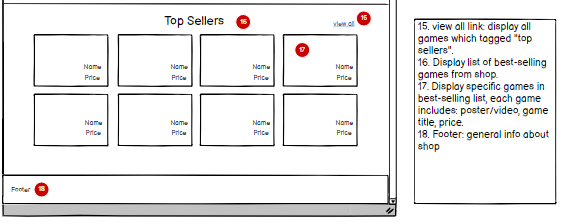 Top Sellers 15 view all 16
17
Name Name Name Name
Price Price Price Price
Name Name Name Name
Price Price Price Price
Footer 18
15. view all link: display all
games which tagged "top
sellers".
16. Display list of best-selling
games from shop.
17. Display specific games in
best-selling list, each game
includes: poster/video, game
title, price.
18. Footer: general info about
shop